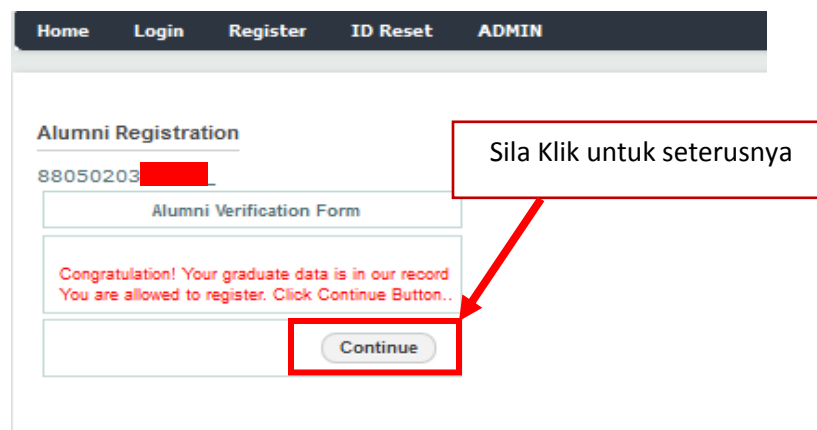 Home Login Register ID Reset ADMIN
Alumni Registration
Sila Klik untuk seterusnya
88050203 _
Alumni Verification Form
Congratulation! Your graduate data is in our record
You are allowed to register. Click Continue Button..
Continue